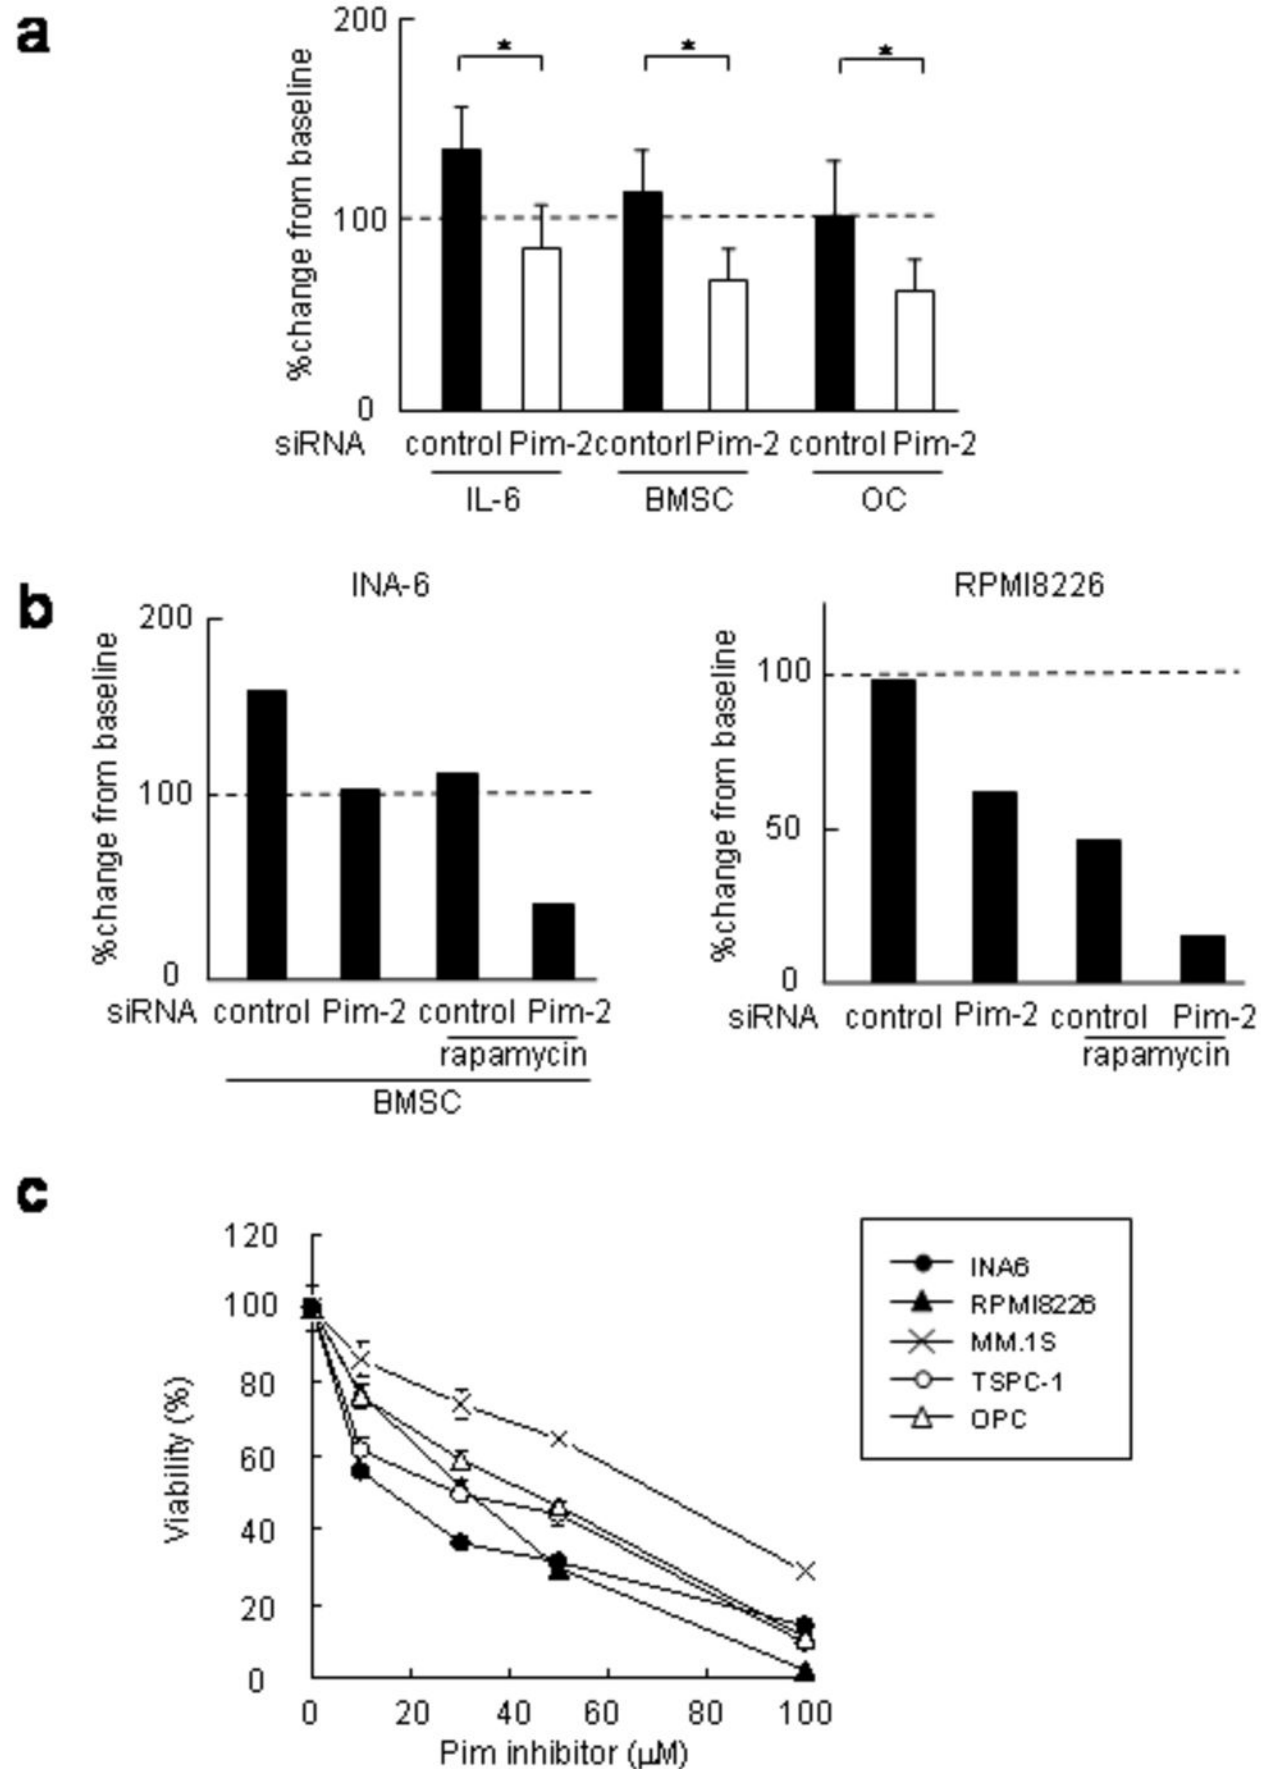 a
200
* * *
%change from baseline
100
0
siRNA control Pim-2 contorl Pim-2 control Pim-2
IL-6 BMSC OC
b
INA-6
200
%change from baseline
100
0
siRNA control Pim-2 control Pim-2
rapamycin
BMSC
RPMI8226
100
%change from baseline
50
0
siRNA control Pim-2 control Pim-2
rapamycin
c
120
100
80
60
40
20
0
Viability (%)
0 20 40 60 80 100
Pim inhibitor (μM)
INA6
RPMI8226
MM.1S
TSPC-1
OPC